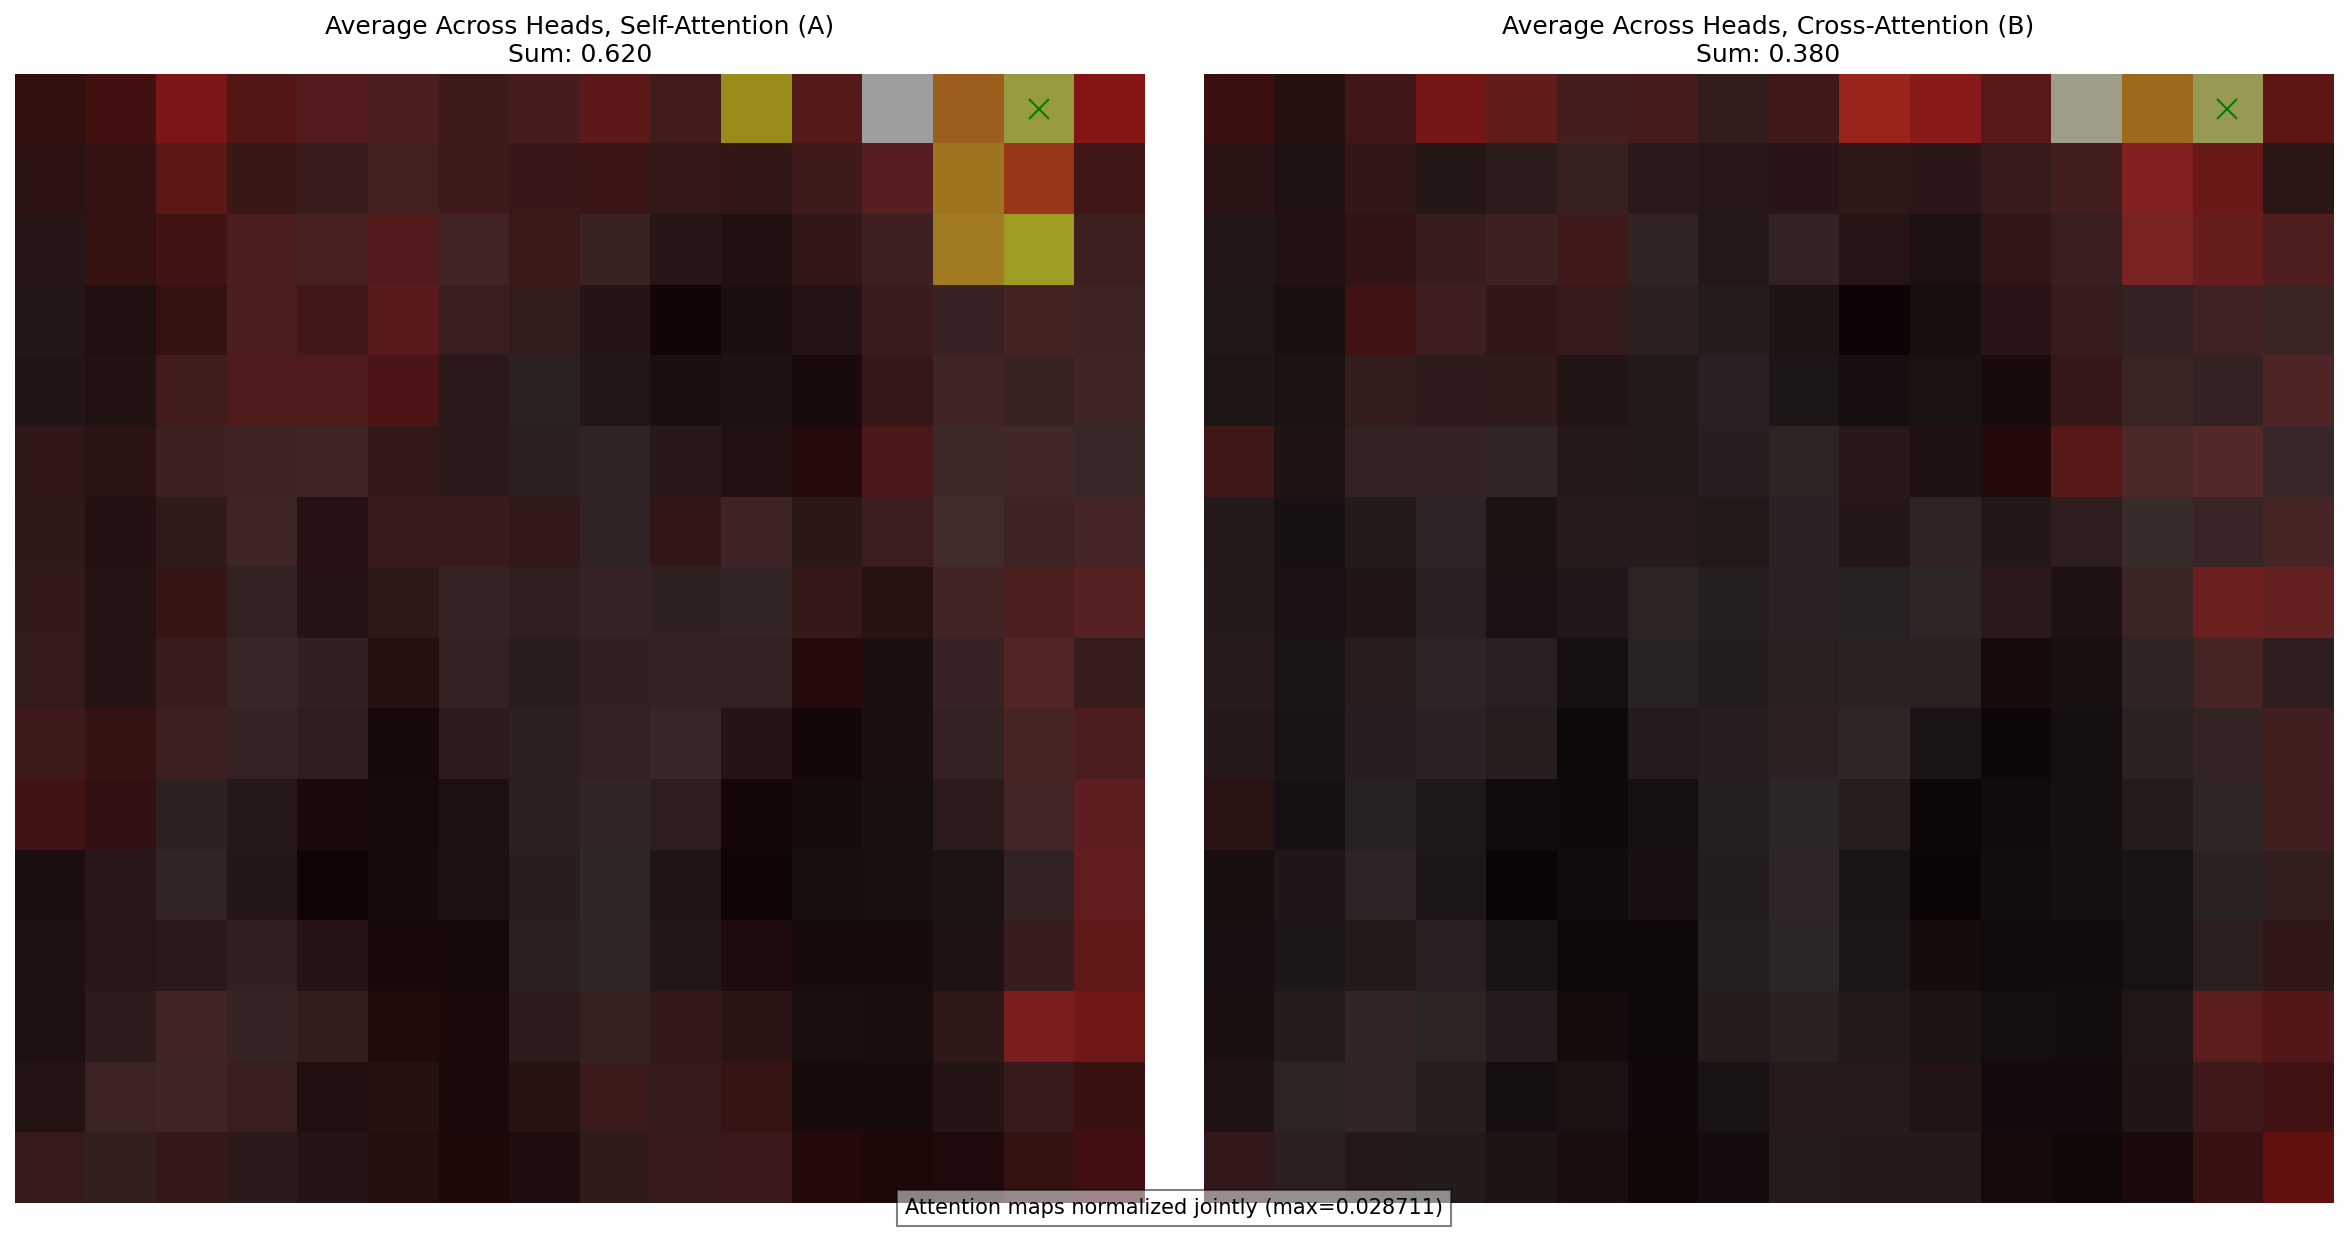 Average Across Heads, Self-Attention (A)
Sum: 0.620
Average Across Heads, Cross-Attention (B)
Sum: 0.380
Attention maps normalized jointly (max=0.028711)